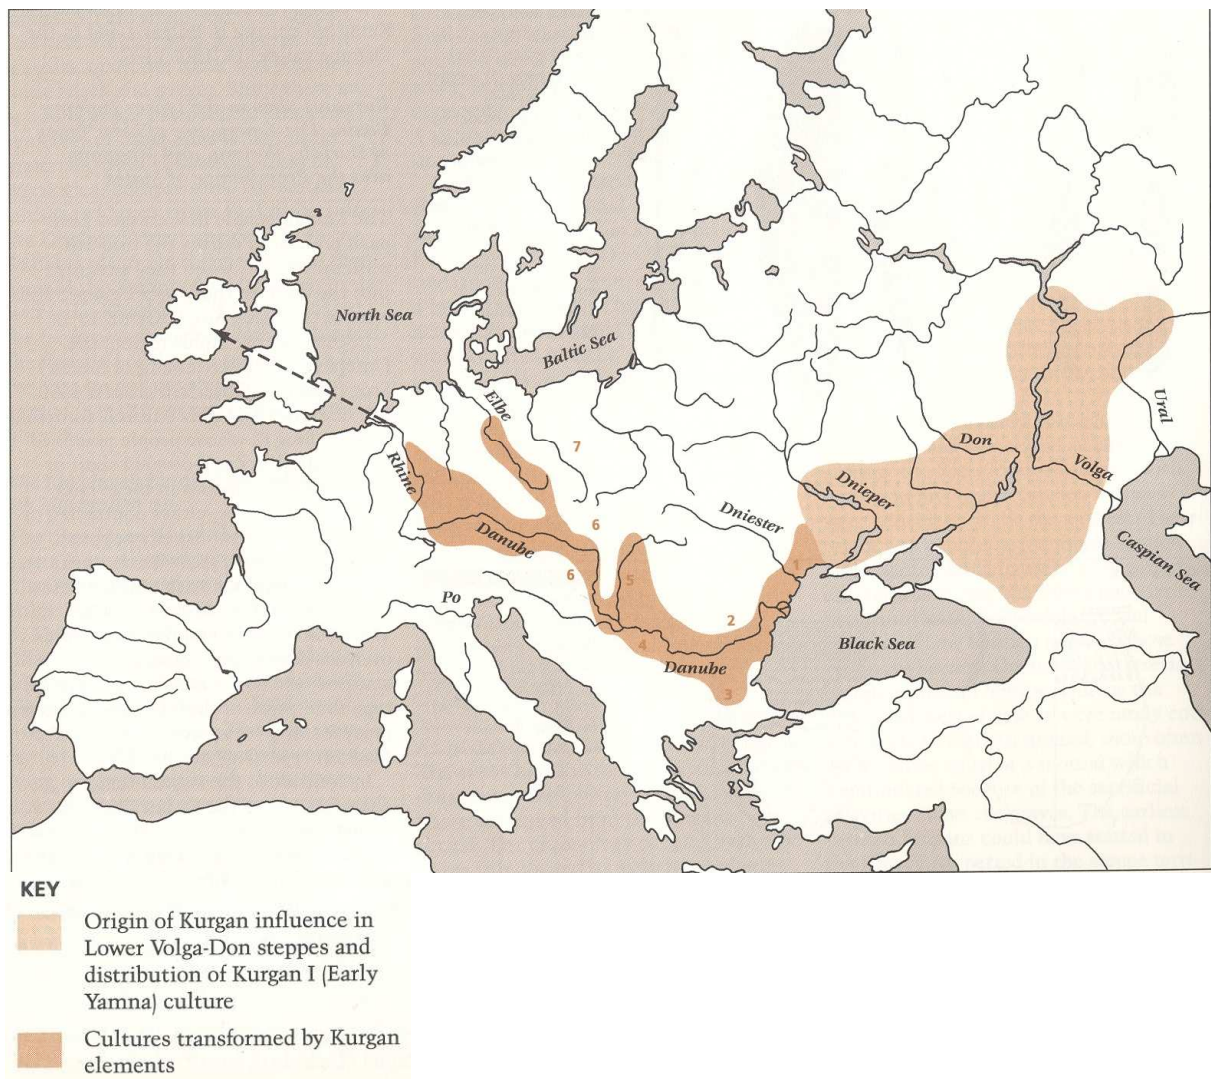 North Sea
Baltic Sea
Elbe
7
Rhine
Don
Ural
Volga
Dnieper
Dniester
6
Danube
Caspian Sea
1
6
5
Po
2
4
Black Sea
Danube
3
KEY
Origin of Kurgan influence in
Lower Volga-Don steppes and
distribution of Kurgan I (Early
Yamna) culture
Cultures transformed by Kurgan
elements